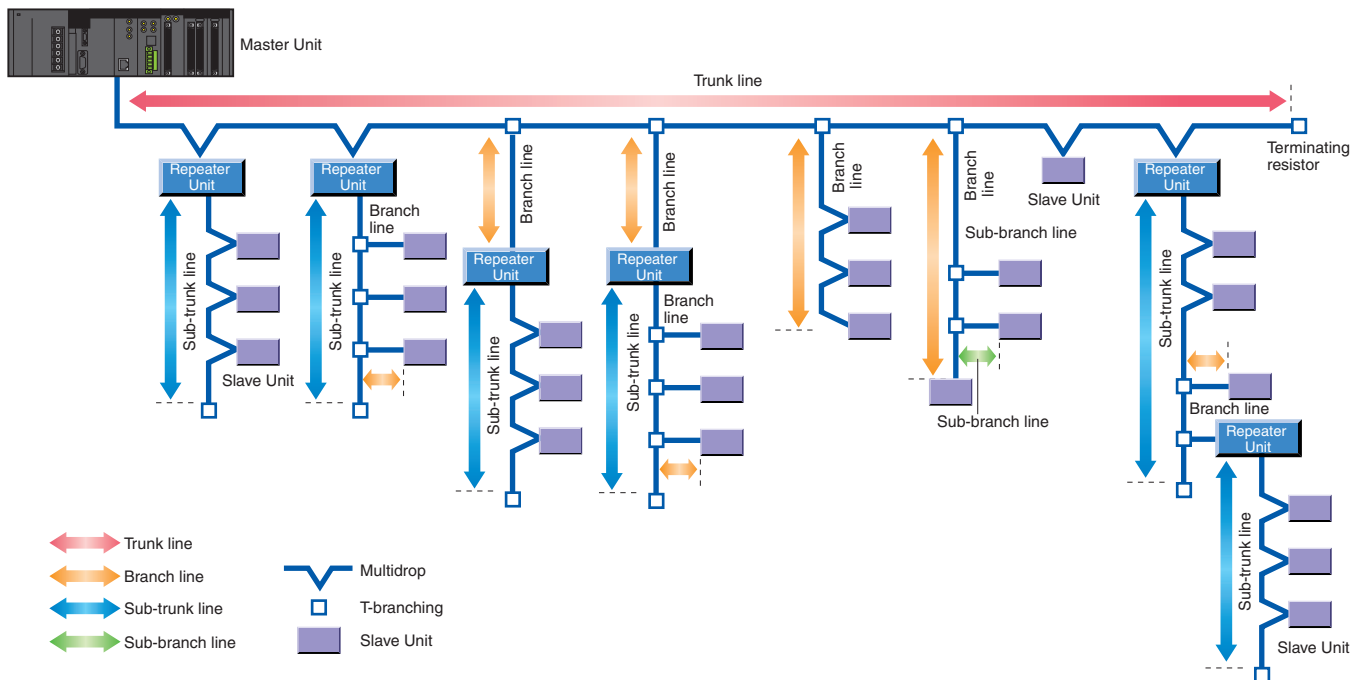 Master Unit
Trunk line
Terminating
resistor
Repeater
Unit
Repeater
Unit
Branch line
Branch line
Branch
line
Branch
line
Slave Unit
Repeater
Unit
Sub-trunk line
Slave Unit
Branch
line
Sub-trunk line
Repeater
Unit
Sub-trunk line
Repeater
Unit
Branch
line
Sub-trunk line
Sub-branch line
Sub-branch line
Sub-trunk line
Branch line
Repeater
Unit
Sub-trunk line
Slave Unit
Trunk line
Branch line
Sub-trunk line
Sub-branch line
Multidrop
T-branching
Slave Unit